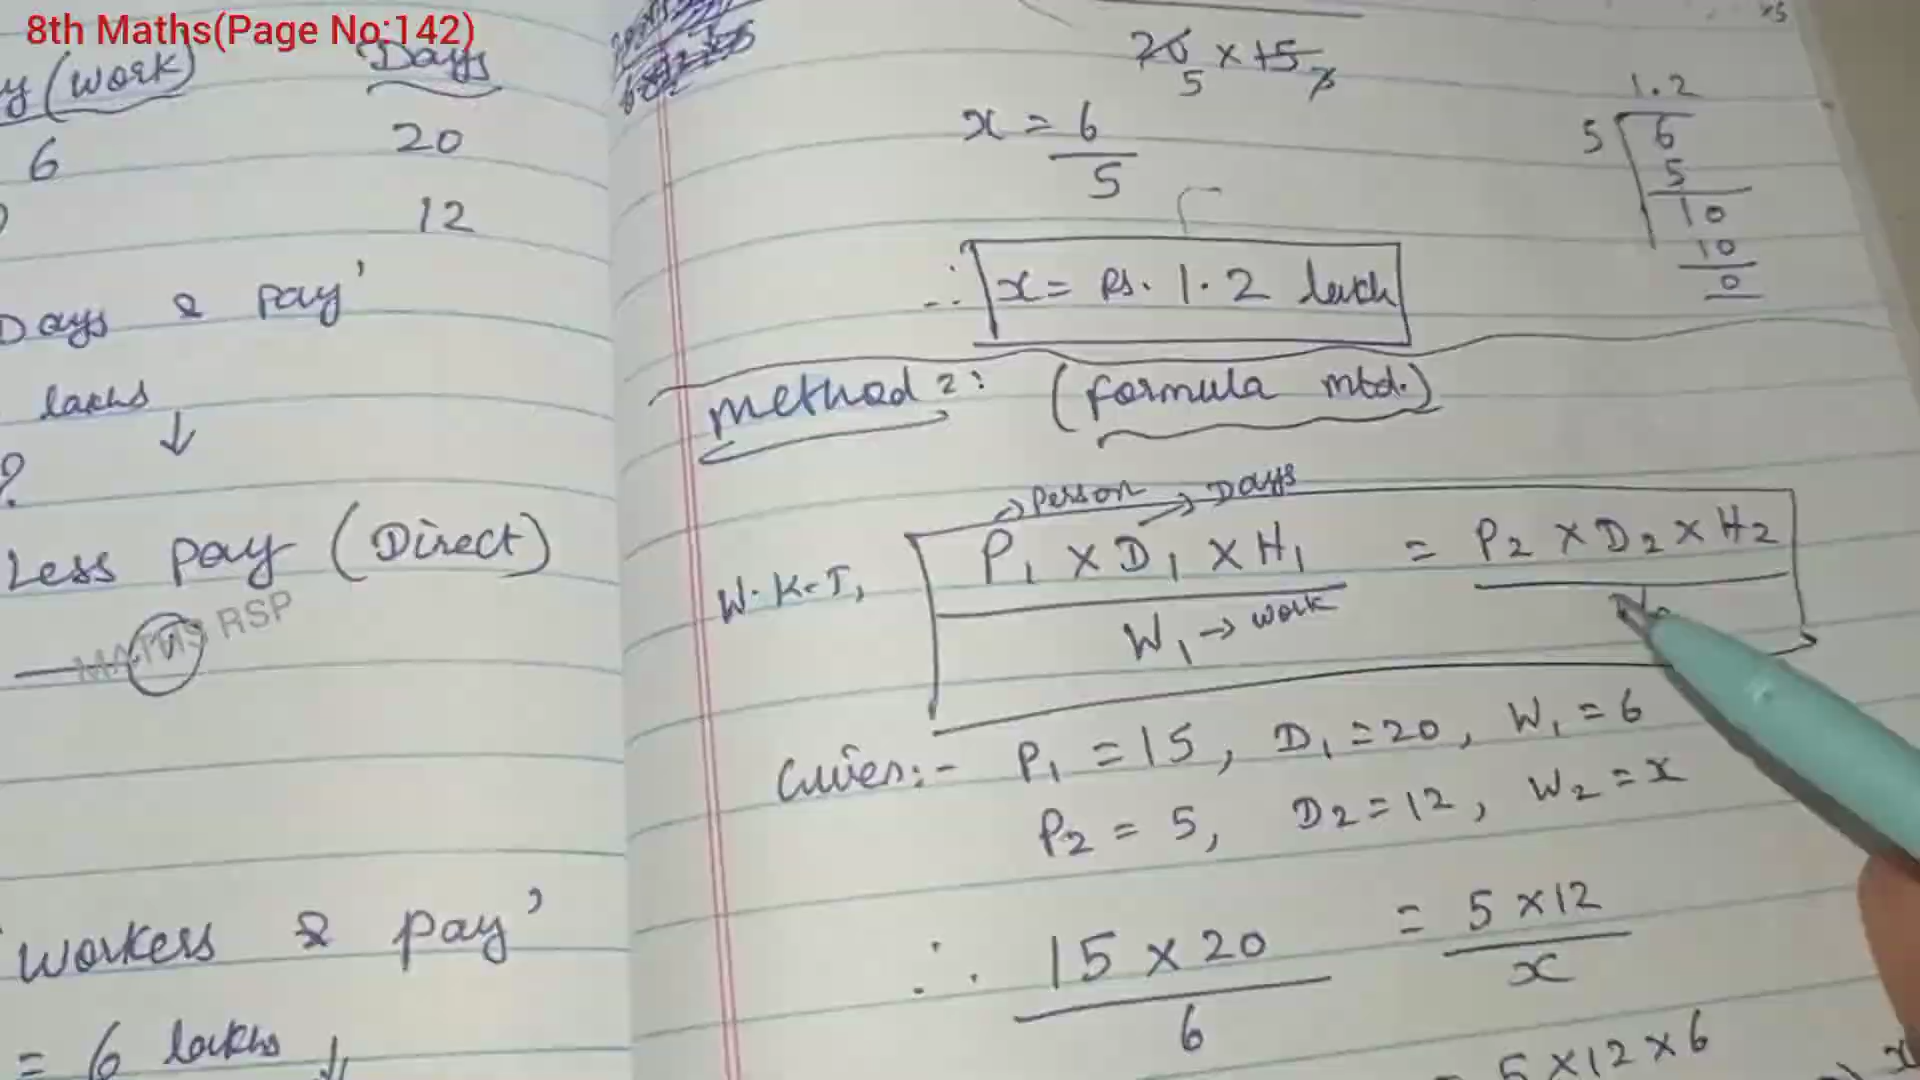 8th Maths(Page No:142)
y (work) Days
6 20
12
Days & pay'
lakhs ↓
?
Less pay (Direct)
MATHS RSP
'workers & pay'
= 6 lakhs ↓
20 × 15
5
x = 6
5
1.2
5 6
5
10
10
0
∴ x = Rs. 1.2 lakh
method 2: (formula mtd.)
→ Person → Days
W.K.T, P₁ × D₁ × H₁ = P₂ × D₂ × H₂
W₁ → work
Given:- P₁ = 15, D₁ = 20, W₁ = 6
P₂ = 5, D₂ = 12, W₂ = x
∴ 15 × 20 = 5 × 12
6 x
= 5 × 12 × 6